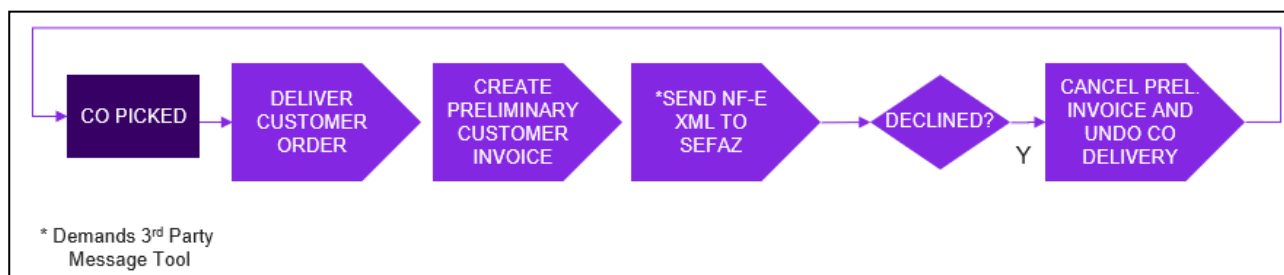 CO PICKED
DELIVER
CUSTOMER
ORDER
CREATE
PRELIMINARY
CUSTOMER
INVOICE
*SEND NF-E
XML TO
SEFAZ
DECLINED?
Y
CANCEL PREL.
INVOICE AND
UNDO CO
DELIVERY
* Demands 3rd Party
Message Tool